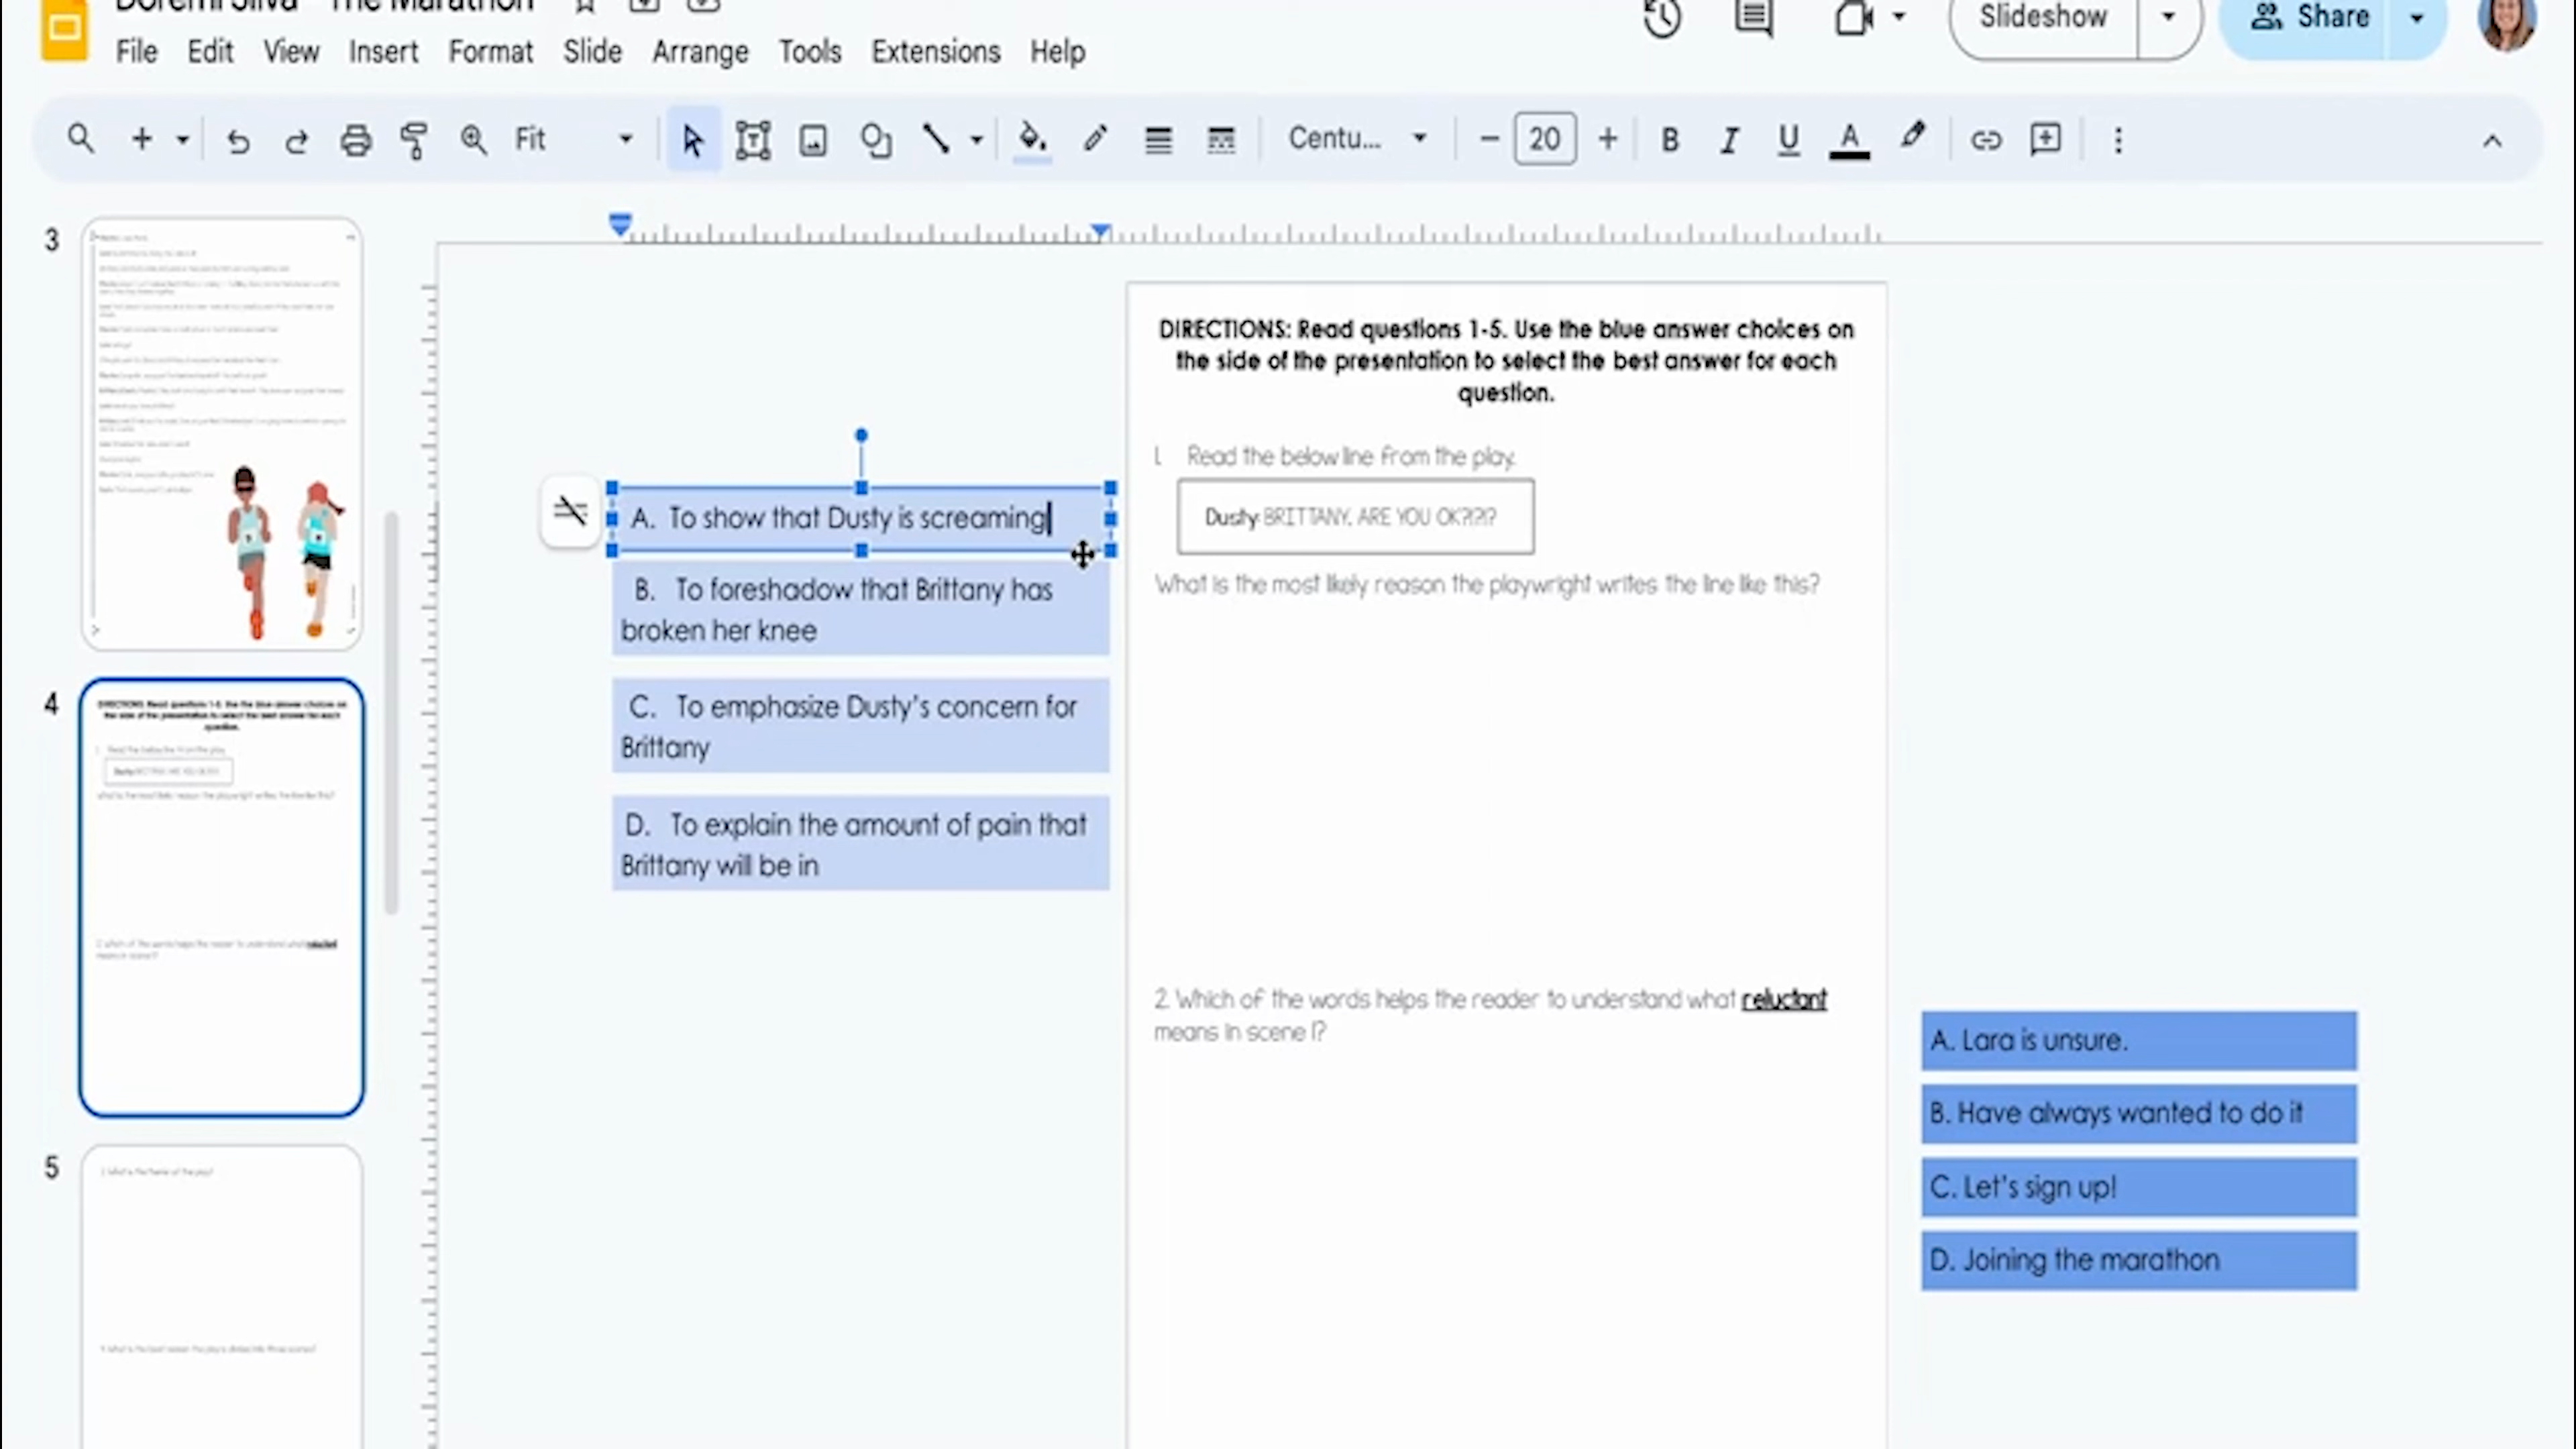 Doremi Silva - The Marathon
File Edit View Insert Format Slide Arrange Tools Extensions Help
Slideshow
Share
Fit
Centu...
20
3
4
5
A. To show that Dusty is screaming
B. To foreshadow that Brittany has
broken her knee
C. To emphasize Dusty's concern for
Brittany
D. To explain the amount of pain that
Brittany will be in
DIRECTIONS: Read questions 1-5. Use the blue answer choices on
the side of the presentation to select the best answer for each
question.
1. Read the below line from the play.
Dusty: BRITTANY, ARE YOU OK?!?!?
What is the most likely reason the playwright writes the line like this?
2. Which of the words helps the reader to understand what reluctant
means in scene 1?
A. Lara is unsure.
B. Have always wanted to do it
C. Let's sign up!
D. Joining the marathon